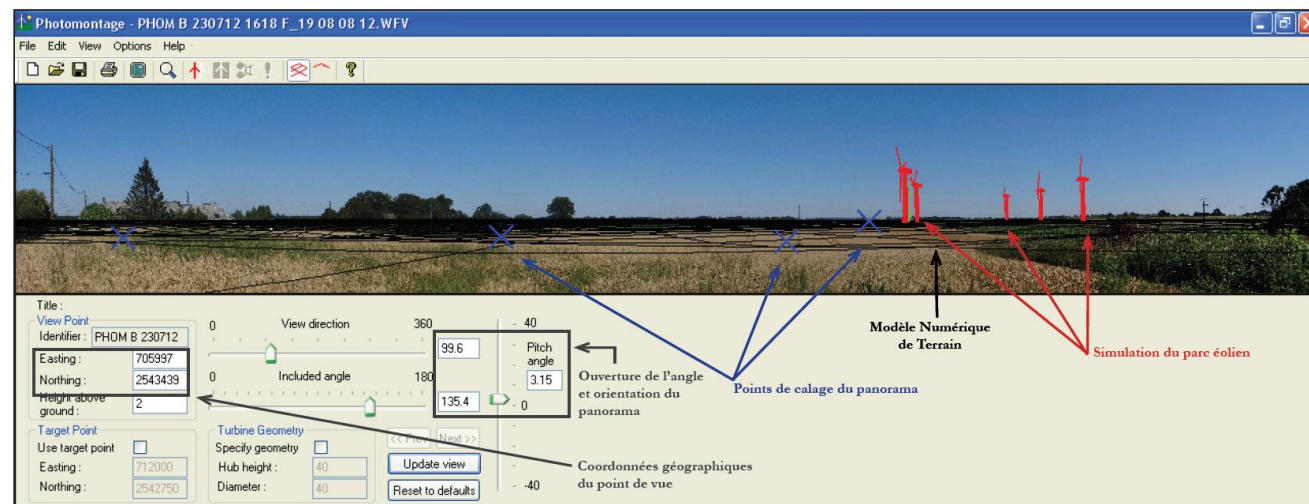 Photomontage - PHOM B 230712 1618 F_19 08 08 12.WFV
File Edit View Options Help
Modèle Numérique
de Terrain
Simulation du parc éolien
Points de calage du panorama
Title :
View Point
Identifier : PHOM B 230712
Easting : 705997
Northing : 2543439
Height above
ground : 2
0 View direction 360
99.6
0 Included angle 180
135.4
40
Pitch
angle
3.15
0
-40
Ouverture de l'angle
et orientation du
panorama
Target Point
Use target point
Easting : 712000
Northing : 2542750
Turbine Geometry
Specify geometry
Hub height : 40
Diameter : 40
<< Prev Next >>
Update view
Reset to defaults
Coordonnées géographiques
du point de vue